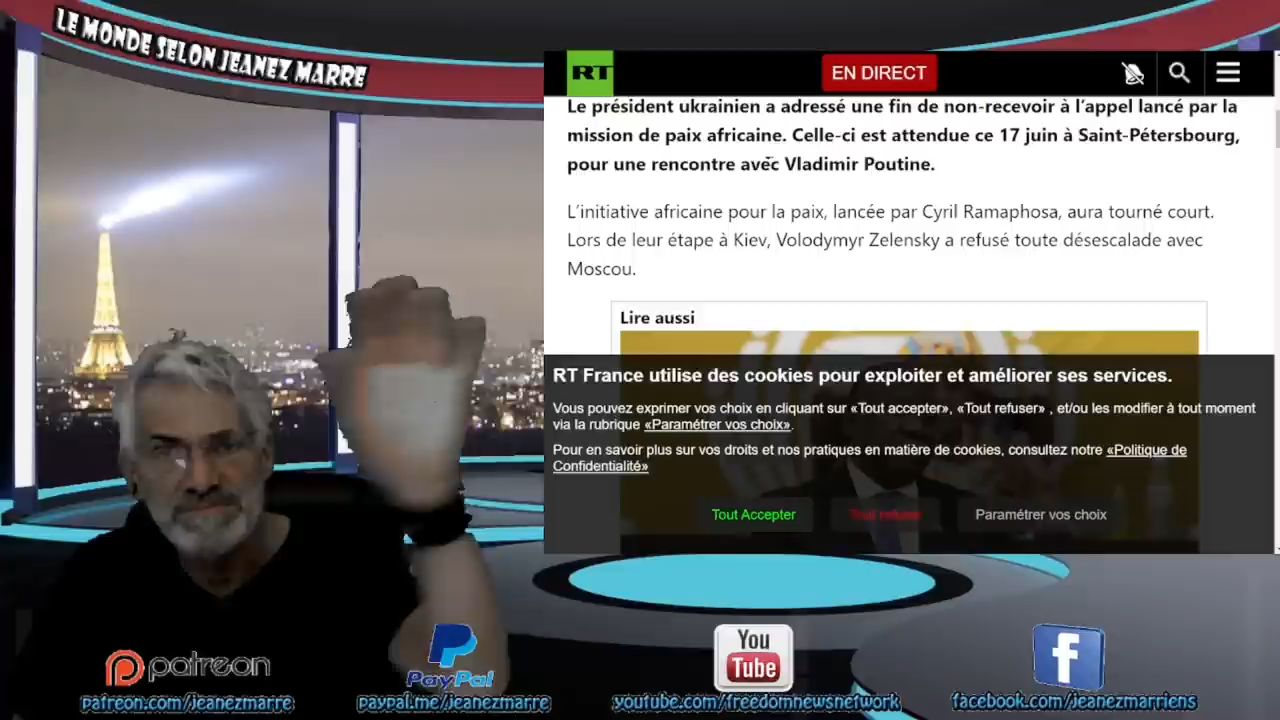 LE MONDE SELON JEANEZ MARRE
RT
EN DIRECT
Le président ukrainien a adressé une fin de non-recevoir à l'appel lancé par la
mission de paix africaine. Celle-ci est attendue ce 17 juin à Saint-Pétersbourg,
pour une rencontre avec Vladimir Poutine.
L'initiative africaine pour la paix, lancée par Cyril Ramaphosa, aura tourné court.
Lors de leur étape à Kiev, Volodymyr Zelensky a refusé toute désescalade avec
Moscou.
Lire aussi
RT France utilise des cookies pour exploiter et améliorer ses services.
Vous pouvez exprimer vos choix en cliquant sur «Tout accepter», «Tout refuser» , et/ou les modifier à tout moment
via la rubrique «Paramétrer vos choix».
Pour en savoir plus sur vos droits et nos pratiques en matière de cookies, consultez notre «Politique de
Confidentialité»
Tout Accepter Tout refuser Paramétrer vos choix
patreon
patreon.com/jeanezmarre
PayPal
paypal.me/jeanezmarre
You
Tube
youtube.com/freedomnewsnetwork
f
facebook.com/jeanezmarriens